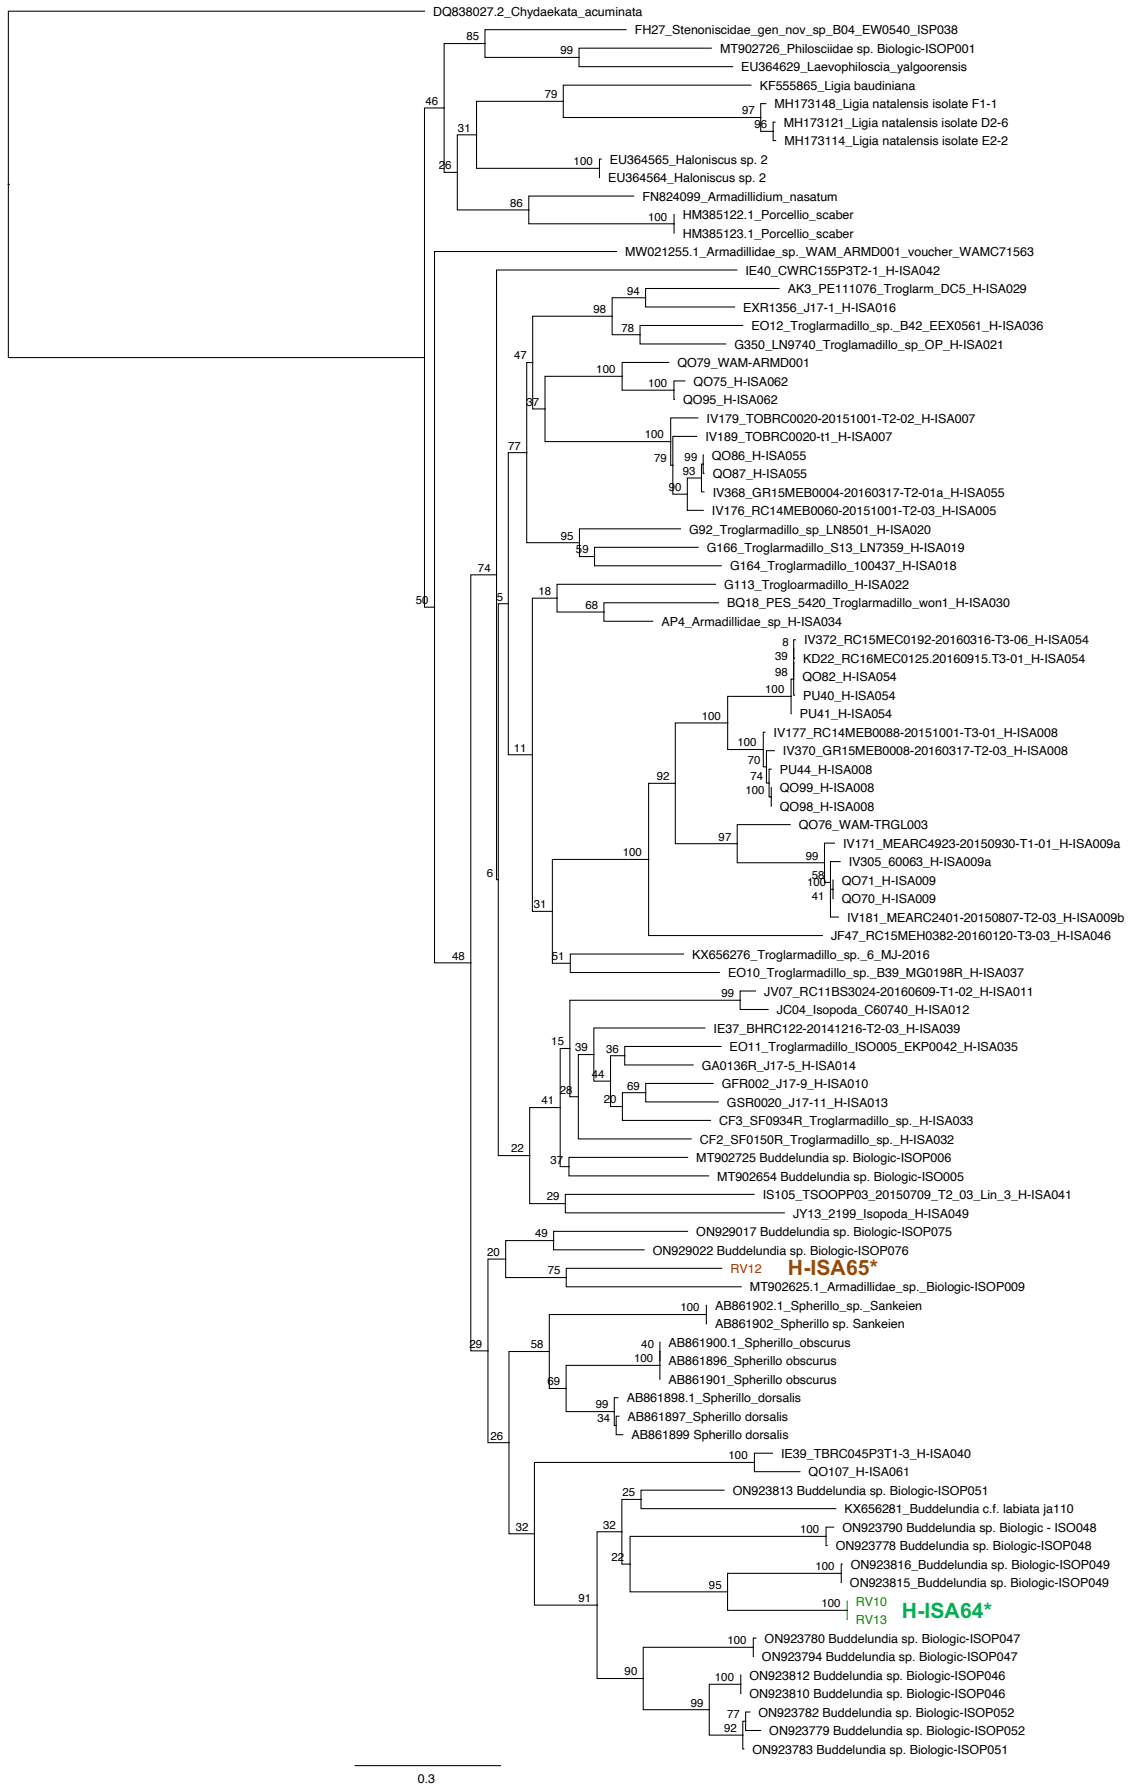 DQ838027.2_Chydaekata_acuminata
FH27_Stenoniscidae_gen_nov_sp_B04_EW0540_ISP038
85
MT902726_Philosciidae sp. Biologic-ISOP001
99
EU364629_Laevophiloscia_yalgoorensis
KF555865_Ligia baudiniana
79
46
MH173148_Ligia natalensis isolate F1-1
97
MH173121_Ligia natalensis isolate D2-6
96
31
MH173114_Ligia natalensis isolate E2-2
EU364565_Haloniscus sp. 2
100
26
EU364564_Haloniscus sp. 2
FN824099_Armadillidium_nasatum
86
HM385122.1_Porcellio_scaber
100
HM385123.1_Porcellio_scaber
MW021255.1_Armadillidae_sp._WAM_ARMD001_voucher_WAMC71563
IE40_CWRC155P3T2-1_H-ISA042
AK3_PE111076_Troglarm_DC5_H-ISA029
94
EXR1356_J17-1_H-ISA016
98
EO12_Troglarmadillo_sp._B42_EEX0561_H-ISA036
78
G350_LN9740_Troglamadillo_sp_OP_H-ISA021
47
QO79_WAM-ARMD001
100
QO75_H-ISA062
100
QO95_H-ISA062
37
IV179_TOBRC0020-20151001-T2-02_H-ISA007
100
IV189_TOBRC0020-t1_H-ISA007
77
79
QO86_H-ISA055
99
QO87_H-ISA055
93
IV368_GR15MEB0004-20160317-T2-01a_H-ISA055
90
IV176_RC14MEB0060-20151001-T2-03_H-ISA005
G92_Troglarmadillo_sp_LN8501_H-ISA020
95
G166_Troglarmadillo_S13_LN7359_H-ISA019
59
G164_Troglarmadillo_100437_H-ISA018
74
G113_Trogloarmadillo_H-ISA022
18
50
5
BQ18_PES_5420_Troglarmadillo_won1_H-ISA030
68
AP4_Armadillidae_sp_H-ISA034
8
IV372_RC15MEC0192-20160316-T3-06_H-ISA054
39
KD22_RC16MEC0125.20160915.T3-01_H-ISA054
98
QO82_H-ISA054
100
PU40_H-ISA054
PU41_H-ISA054
100
IV177_RC14MEB0088-20151001-T3-01_H-ISA008
100
IV370_GR15MEB0008-20160317-T2-03_H-ISA008
11
70
PU44_H-ISA008
92
74
QO99_H-ISA008
100
QO98_H-ISA008
QO76_WAM-TRGL003
97
IV171_MEARC4923-20150930-T1-01_H-ISA009a
100
99
IV305_60063_H-ISA009a
6
58
QO71_H-ISA009
100
QO70_H-ISA009
41
31
IV181_MEARC2401-20150807-T2-03_H-ISA009b
JF47_RC15MEH0382-20160120-T3-03_H-ISA046
48
KX656276_Troglarmadillo_sp._6_MJ-2016
51
EO10_Troglarmadillo_sp._B39_MG0198R_H-ISA037
JV07_RC11BS3024-20160609-T1-02_H-ISA011
99
JC04_Isopoda_C60740_H-ISA012
IE37_BHRC122-20141216-T2-03_H-ISA039
15
39
EO11_Troglarmadillo_ISO005_EKP0042_H-ISA035
36
GA0136R_J17-5_H-ISA014
44
GFR002_J17-9_H-ISA010
28
69
GSR0020_J17-11_H-ISA013
41
20
CF3_SF0934R_Troglarmadillo_sp._H-ISA033
CF2_SF0150R_Troglarmadillo_sp._H-ISA032
22
MT902725 Buddelundia sp. Biologic-ISOP006
37
MT902654 Buddelundia sp. Biologic-ISO005
IS105_TSOOPP03_20150709_T2_03_Lin_3_H-ISA041
29
JY13_2199_Isopoda_H-ISA049
ON929017 Buddelundia sp. Biologic-ISOP075
49
ON929022 Buddelundia sp. Biologic-ISOP076
20
RV12 H-ISA65*
75
MT902625.1_Armadillidae_sp._Biologic-ISOP009
AB861902.1_Spherillo_sp._Sankeien
100
AB861902_Spherillo sp. Sankeien
29
58
AB861900.1_Spherillo_obscurus
40
AB861896_Spherillo obscurus
100
AB861901_Spherillo obscurus
69
AB861898.1_Spherillo_dorsalis
99
AB861897_Spherillo dorsalis
34
AB861899 Spherillo dorsalis
26
IE39_TBRC045P3T1-3_H-ISA040
100
QO107_H-ISA061
ON923813 Buddelundia sp. Biologic-ISOP051
25
KX656281_Buddelundia c.f. labiata ja110
32
32
ON923790 Buddelundia sp. Biologic - ISO048
100
ON923778 Buddelundia sp. Biologic-ISOP048
22
ON923816_Buddelundia sp. Biologic-ISOP049
100
ON923815_Buddelundia sp. Biologic-ISOP049
95
RV10
100
H-ISA64*
RV13
91
ON923780 Buddelundia sp. Biologic-ISOP047
100
ON923794 Buddelundia sp. Biologic-ISOP047
90
ON923812 Buddelundia sp. Biologic-ISOP046
100
ON923810 Buddelundia sp. Biologic-ISOP046
99
ON923782 Buddelundia sp. Biologic-ISOP052
77
ON923779 Buddelundia sp. Biologic-ISOP052
92
ON923783 Buddelundia sp. Biologic-ISOP051
0.3